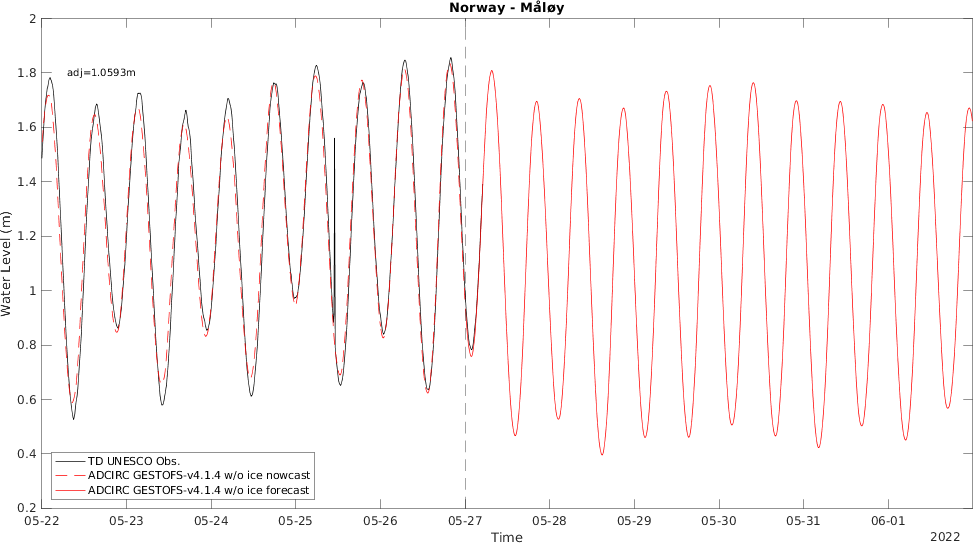 Norway - Måløy
2
1.8
1.6
1.4
1.2
1
0.8
0.6
0.4
0.2
Water Level (m)
adj=1.0593m
TD UNESCO Obs.
ADCIRC GESTOFS-v4.1.4 w/o ice nowcast
ADCIRC GESTOFS-v4.1.4 w/o ice forecast
05-22 05-23 05-24 05-25 05-26 05-27 05-28 05-29 05-30 05-31 06-01
Time
2022